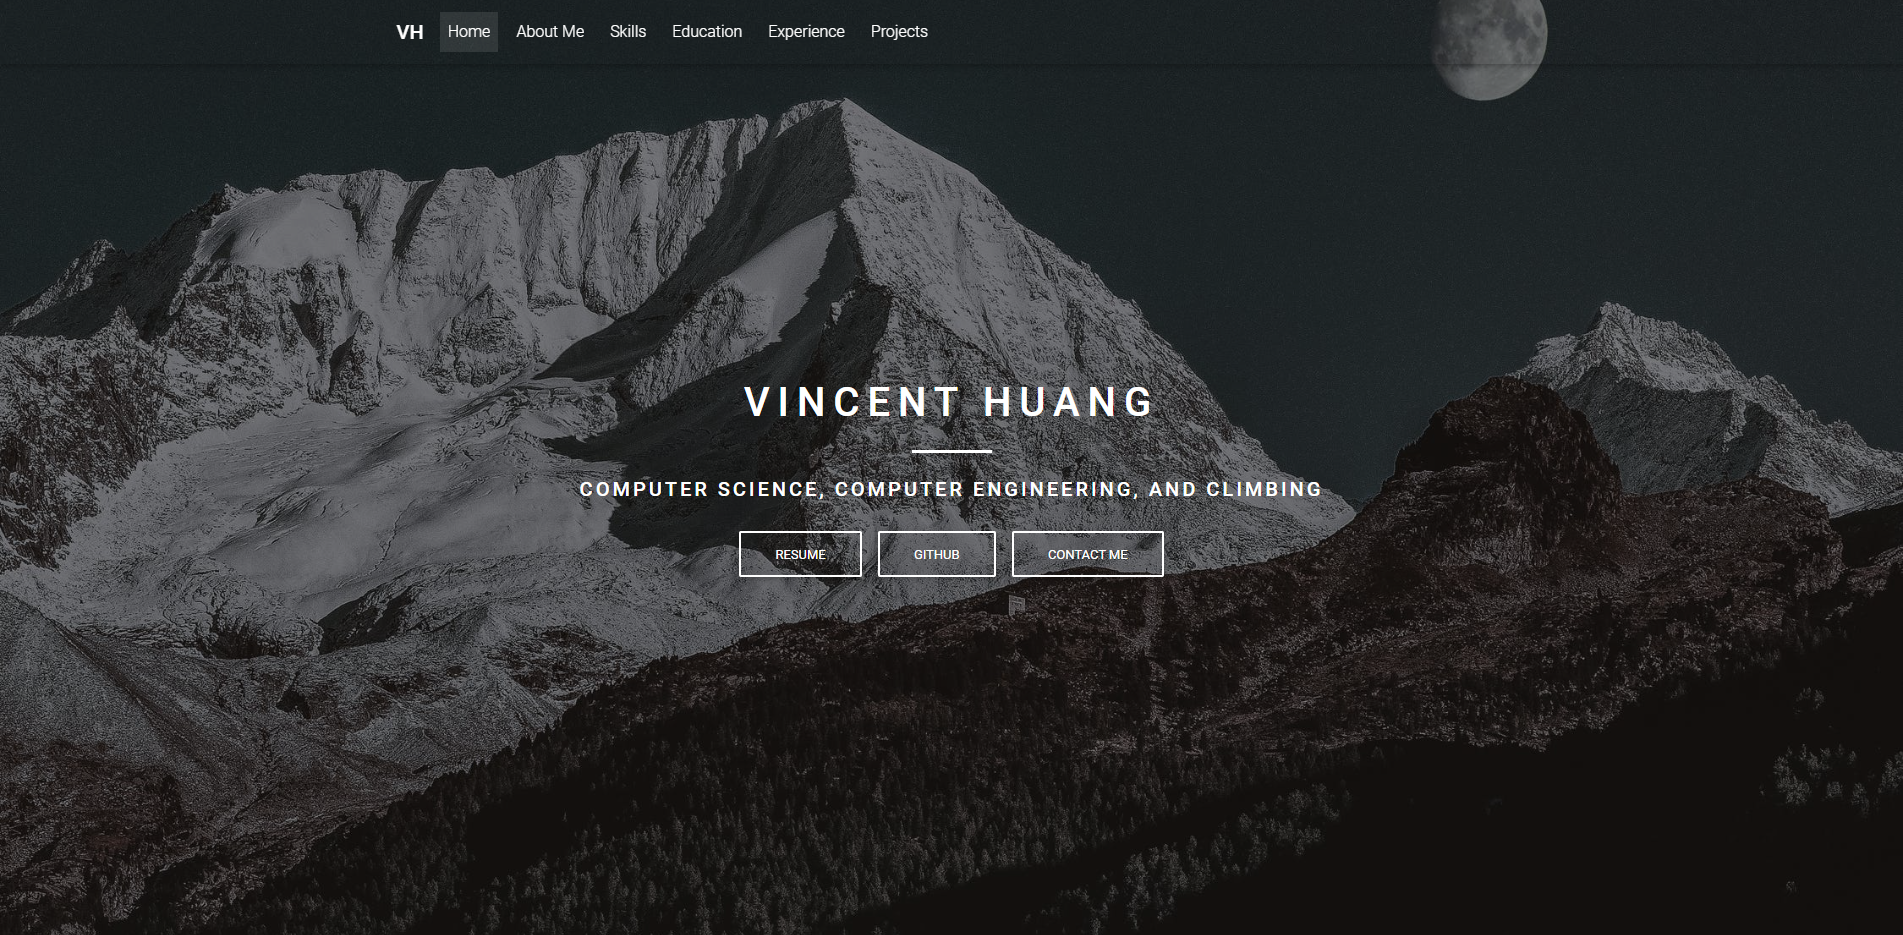 VH Home About Me Skills Education Experience Projects
VINCENT HUANG
COMPUTER SCIENCE, COMPUTER ENGINEERING, AND CLIMBING
RESUME GITHUB CONTACT ME